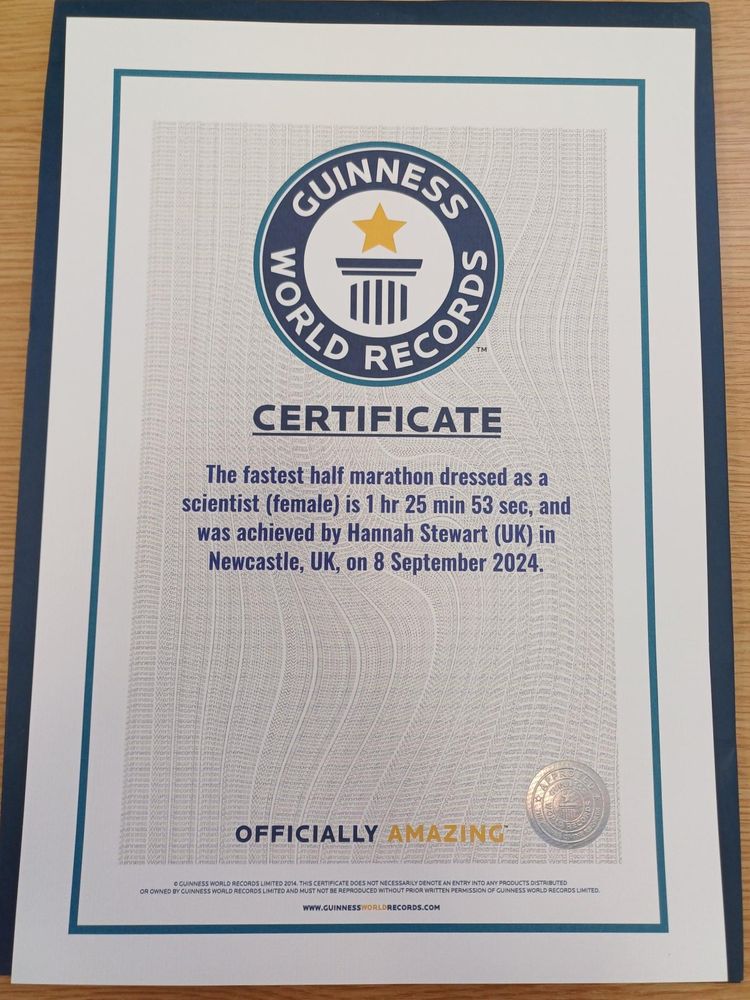 GUINNESS
WORLD RECORDS
TM
CERTIFICATE
The fastest half marathon dressed as a
scientist (female) is 1 hr 25 min 53 sec, and
was achieved by Hannah Stewart (UK) in
Newcastle, UK, on 8 September 2024.
APPROVED
OFFICIALLY AMAZING
© GUINNESS WORLD RECORDS LIMITED 2014. THIS CERTIFICATE DOES NOT NECESSARILY DENOTE AN ENTRY INTO ANY PRODUCTS DISTRIBUTED
OR OWNED BY GUINNESS WORLD RECORDS LIMITED AND MUST NOT BE REPRODUCED WITHOUT PRIOR WRITTEN PERMISSION OF GUINNESS WORLD RECORDS LIMITED.
WWW.GUINNESSWORLDRECORDS.COM